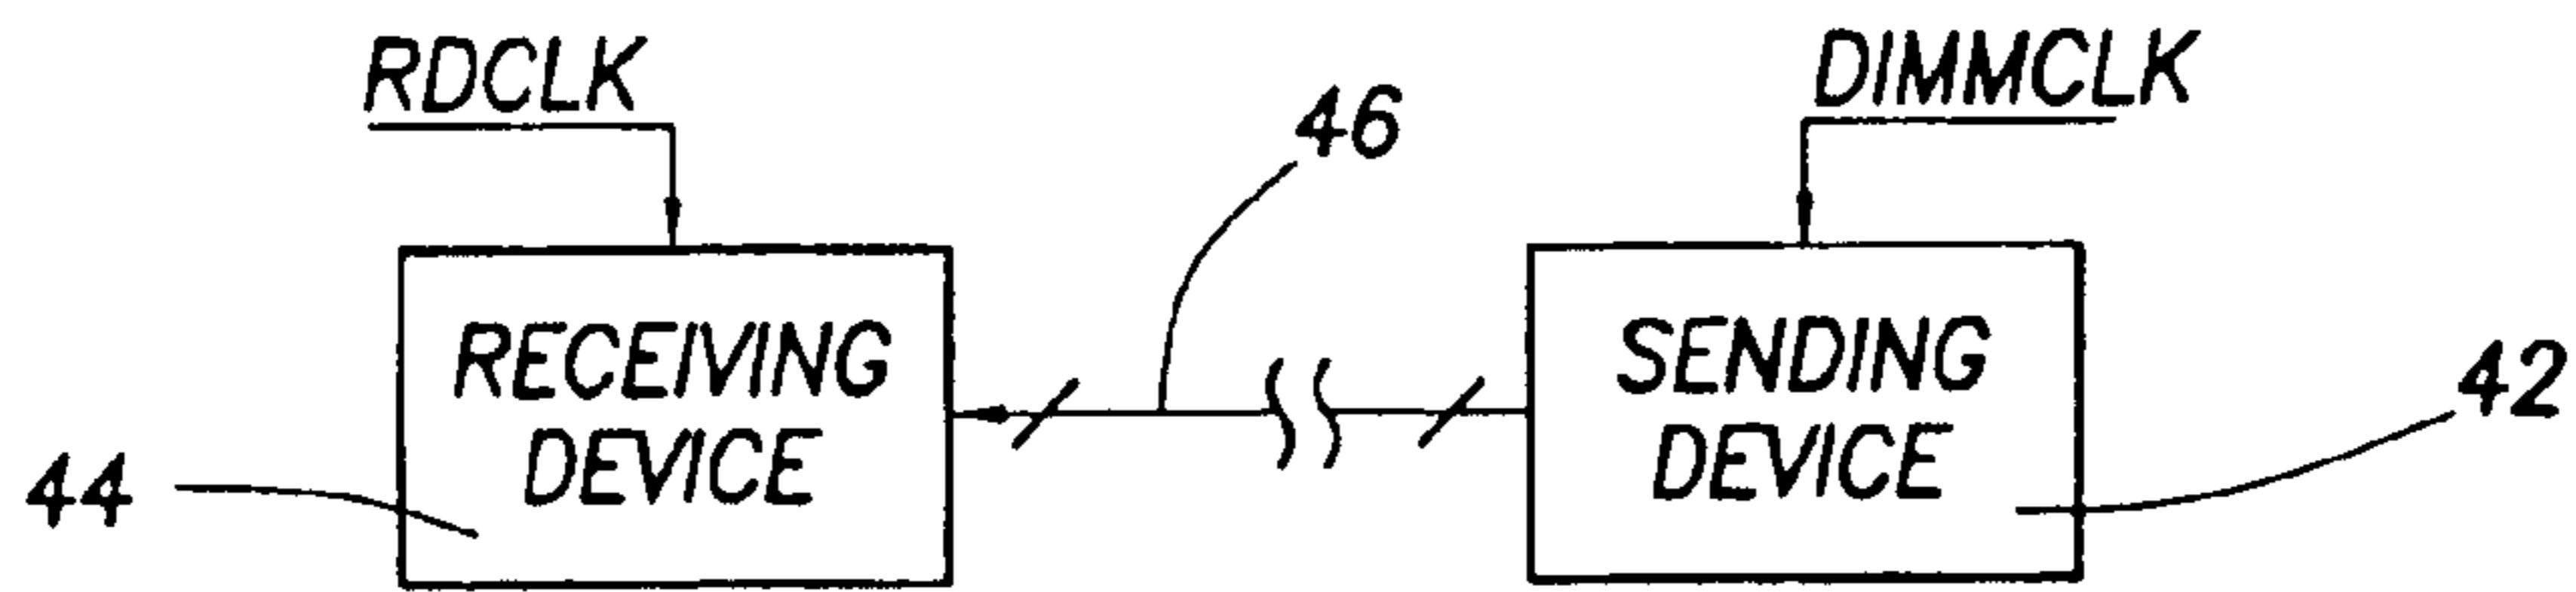 RDCLK
DIMMCLK
46
RECEIVING
DEVICE
SENDING
DEVICE
42
44